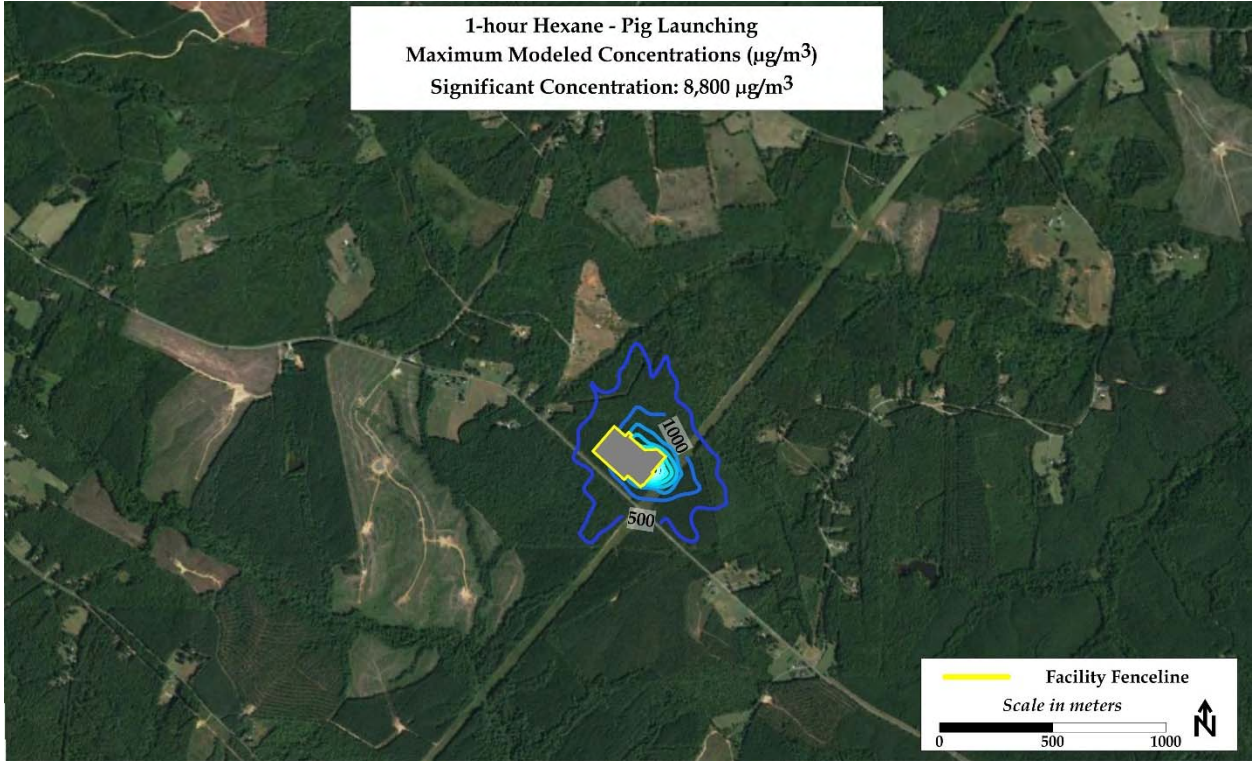 1-hour Hexane - Pig Launching
Maximum Modeled Concentrations (µg/m³)
Significant Concentration: 8,800 µg/m³
1000
500
Facility Fenceline
Scale in meters
N
0 500 1000